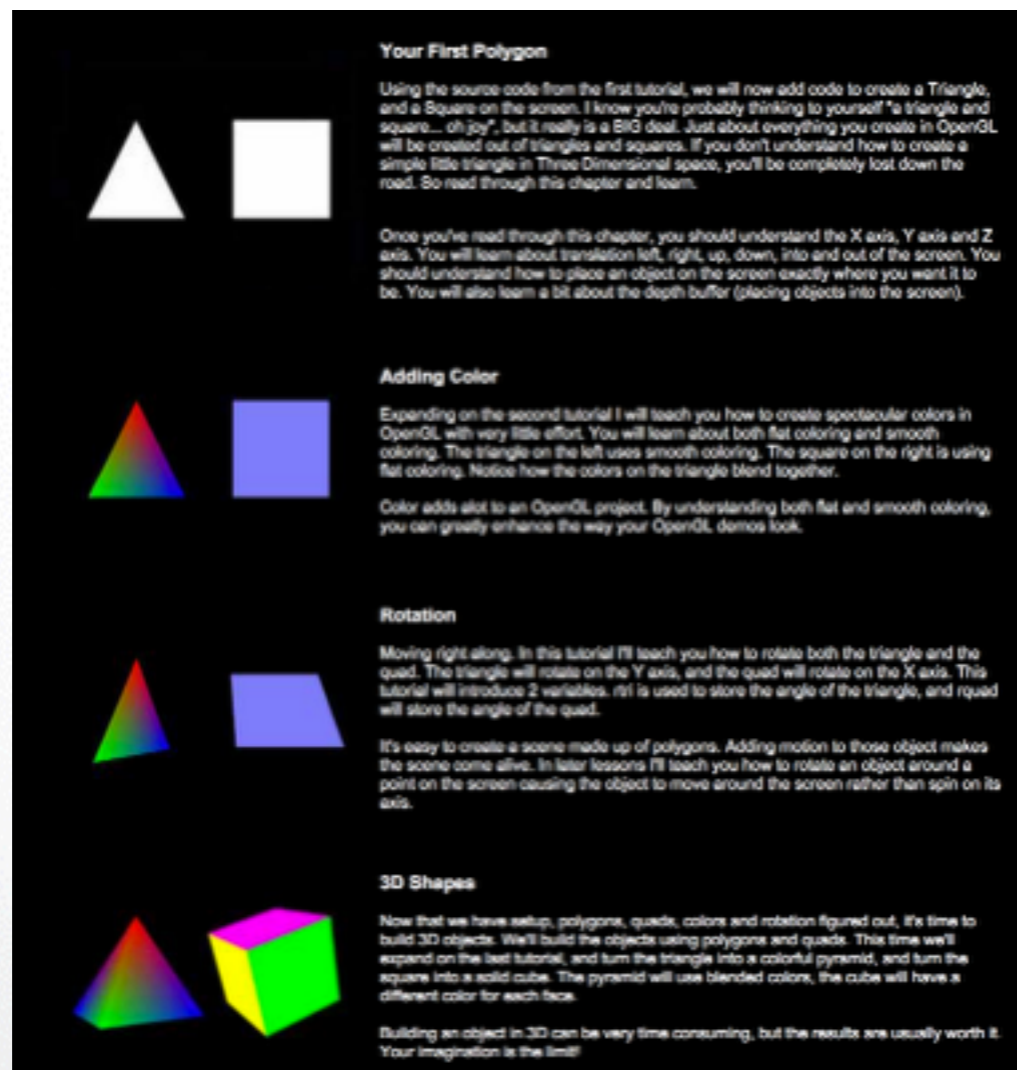 Your First Polygon
Using the source code from the first tutorial, we will now add code to create a Triangle,
and a Square on the screen. I know you're probably thinking to yourself "a triangle and
square... oh joy", but it really is a BIG deal. Just about everything you create in OpenGL
will be created out of triangles and squares. If you don't understand how to create a
simple little triangle in Three Dimensional space, you'll be completely lost down the
road. So read through this chapter and learn.
Once you've read through this chapter, you should understand the X axis, Y axis and Z
axis. You will learn about translation left, right, up, down, into and out of the screen. You
should understand how to place an object on the screen exactly where you want it to
be. You will also learn a bit about the depth buffer (placing objects into the screen).
Adding Color
Expanding on the second tutorial I will teach you how to create spectacular colors in
OpenGL with very little effort. You will learn about both flat coloring and smooth
coloring. The triangle on the left uses smooth coloring. The square on the right is using
flat coloring. Notice how the colors on the triangle blend together.
Color adds alot to an OpenGL project. By understanding both flat and smooth coloring,
you can greatly enhance the way your OpenGL demos look.
Rotation
Moving right along. In this tutorial I'll teach you how to rotate both the triangle and the
quad. The triangle will rotate on the Y axis, and the quad will rotate on the X axis. This
tutorial will introduce 2 variables. rtri is used to store the angle of the triangle, and rquad
will store the angle of the quad.
It's easy to create a scene made up of polygons. Adding motion to those object makes
the scene come alive. In later lessons I'll teach you how to rotate an object around a
point on the screen causing the object to move around the screen rather than spin on its
axis.
3D Shapes
Now that we have setup, polygons, quads, colors and rotation figured out, it's time to
build 3D objects. We'll build the objects using polygons and quads. This time we'll
expand on the last tutorial, and turn the triangle into a colorful pyramid, and turn the
square into a solid cube. The pyramid will use blended colors, the cube will have a
different color for each face.
Building an object in 3D can be very time consuming, but the results are usually worth it.
Your imagination is the limit!